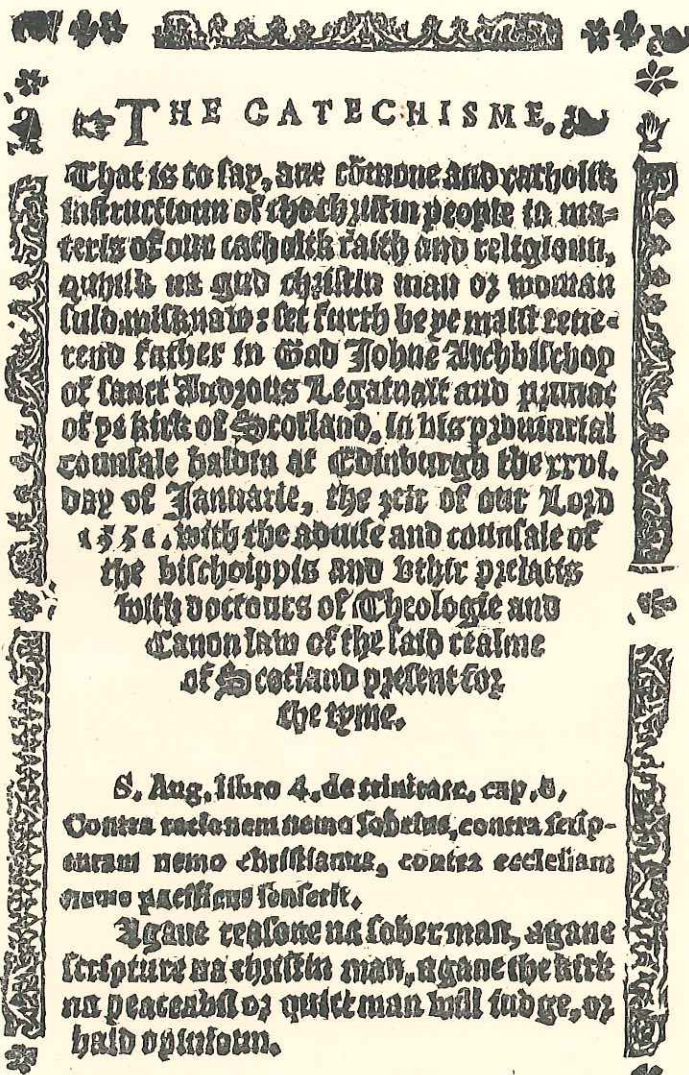 THE CATECHISME.
That is to say, ane cõmone and catholik
instructioun of the christin people in ma-
teris of our catholik faith and religioun,
quhilk na gud christin man or woman
suld misknaw: set furth be ye maist reue-
rend father in God Johne Archbischop
of sanct Androus Legatnait and primat
of ye kirk of Scotland, in his prouincial
counsale haldin at Edinburgh the xxvi.
day of Januarie, the zeir of our Lord
1551. with the aduise and counsale of
the bischoippis and vthir prelatis
with doctours of Theologie and
Canon law of the said realme
of Scotland present for
the tyme.
S. Aug. libro 4. de trinitate. cap. 6.
Contra rationem nemo sobrius, contra scrip-
turam nemo christianus, contra ecclesiam
nemo pacificus senserit.
Agane reasone na sober man, agane
scripture na christin man, agane the kirk
na peaceabil or quiet man will iudge, or
hald opinioun.